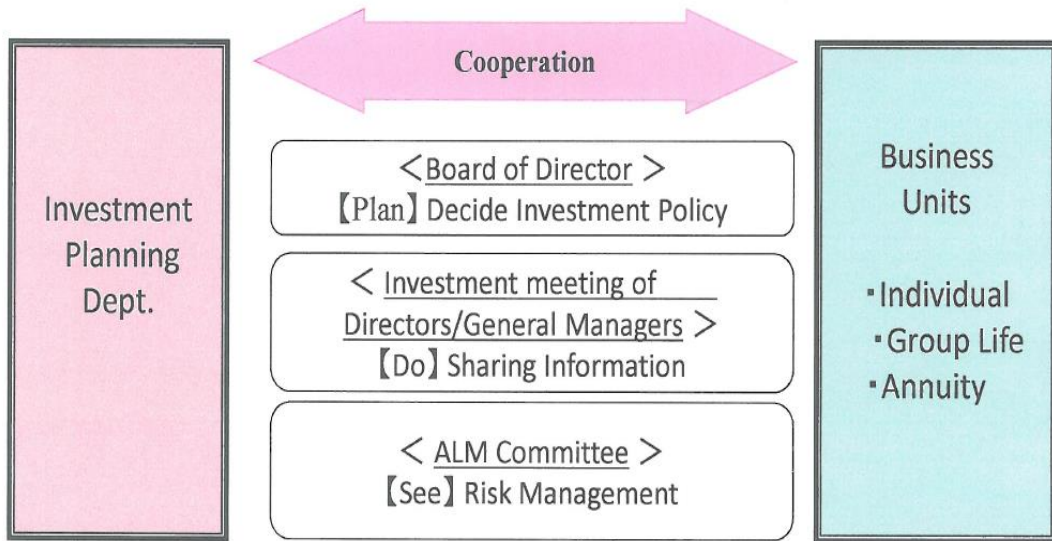 Cooperation
Investment
Planning
Dept.
＜Board of Director＞
【Plan】Decide Investment Policy
＜Investment meeting of
Directors/General Managers＞
【Do】Sharing Information
＜ALM Committee＞
【See】Risk Management
Business
Units
▪Individual
▪Group Life
▪Annuity